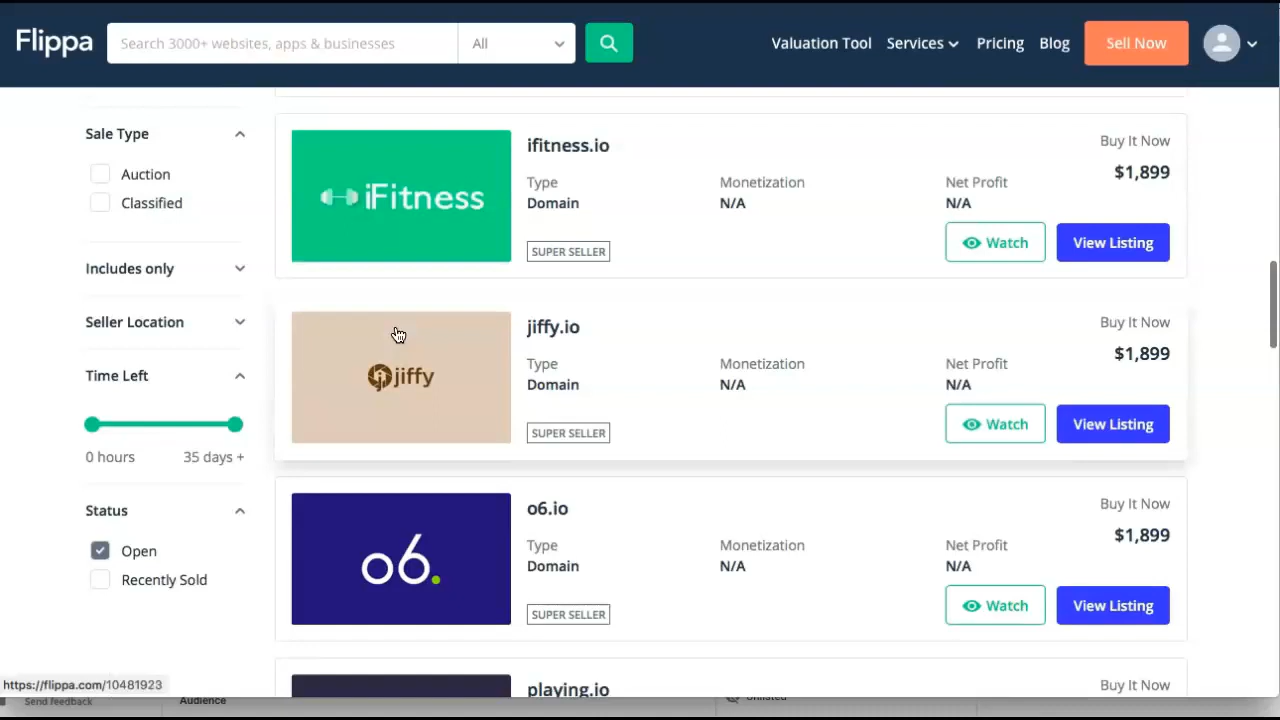 Flippa
Search 3000+ websites, apps & businesses
All
Valuation Tool
Services
Pricing
Blog
Sell Now
Sale Type
Auction
Classified
Includes only
Seller Location
Time Left
0 hours
35 days +
Status
Open
Recently Sold
iFitness
ifitness.io
Type
Domain
SUPER SELLER
Monetization
N/A
Net Profit
N/A
Buy It Now
$1,899
Watch
View Listing
jiffy
jiffy.io
Type
Domain
SUPER SELLER
Monetization
N/A
Net Profit
N/A
Buy It Now
$1,899
Watch
View Listing
o6.
o6.io
Type
Domain
SUPER SELLER
Monetization
N/A
Net Profit
N/A
Buy It Now
$1,899
Watch
View Listing
playing.io
Buy It Now
https://flippa.com/10481923
Send feedback
Audience
Unlisted